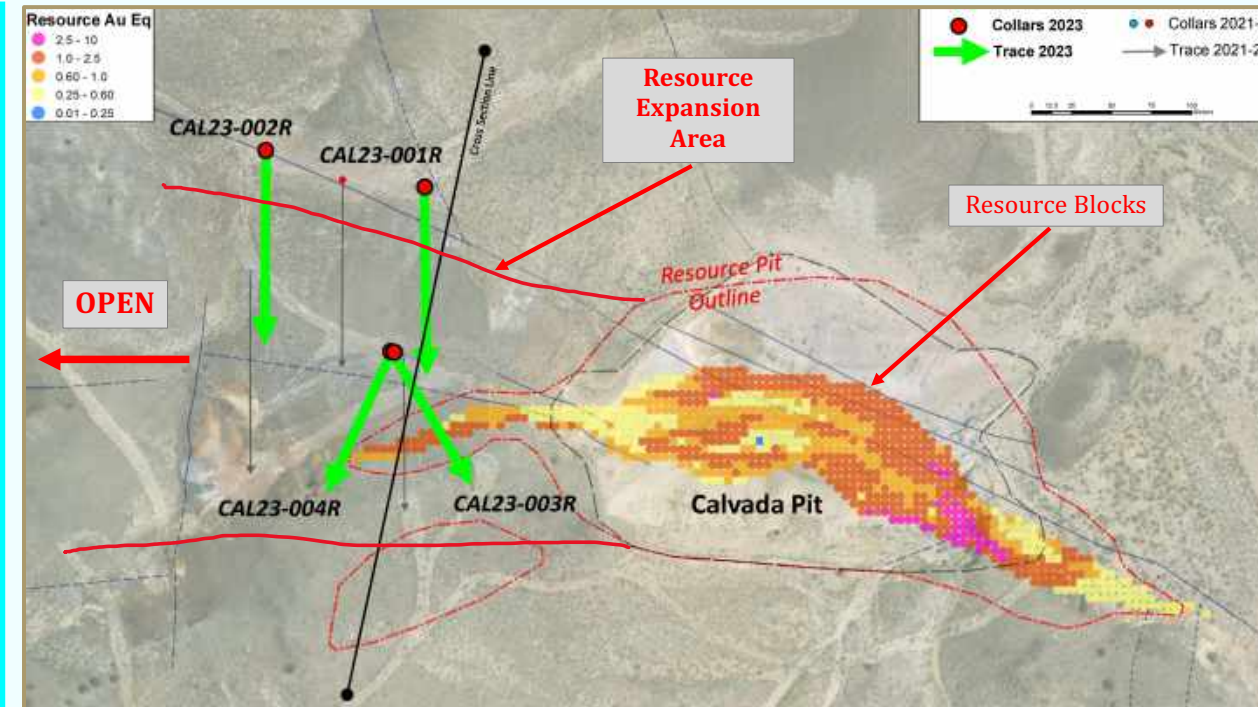 Resource Au Eq
2.5 - 10
1.0 - 2.5
0.60 - 1.0
0.25 - 0.60
0.01 - 0.25
Collars 2023
Collars 2021-
Trace 2023
Trace 2021-2
CAL23-002R
CAL23-001R
Cross Section Line
Resource
Expansion
Area
Resource Blocks
Resource Pit
Outline
OPEN
CAL23-004R
CAL23-003R
Calvada Pit